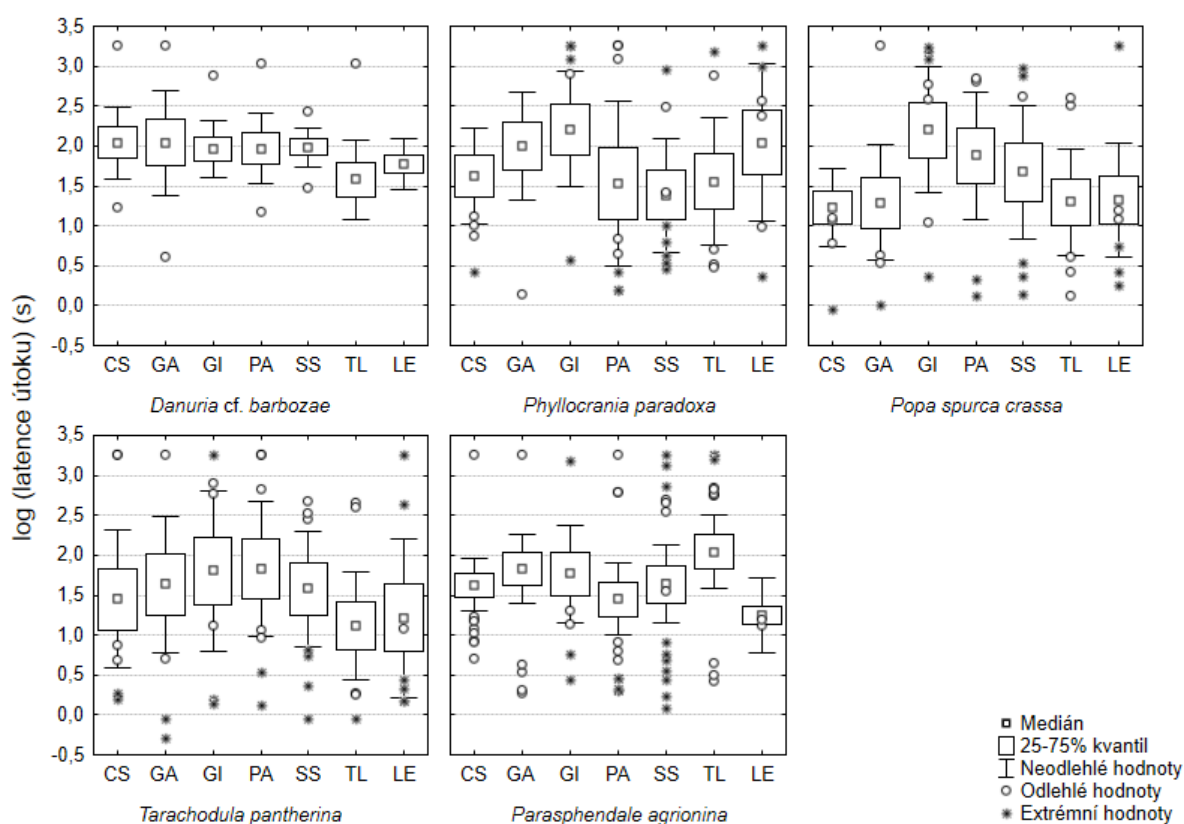 log (latence útoku) (s)
3,5
3,0
2,5
2,0
1,5
1,0
0,5
0,0
-0,5
CS GA GI PA SS TL LE
CS GA GI PA SS TL LE
CS GA GI PA SS TL LE
Danuria cf. barbozae
Phyllocrania paradoxa
Popa spurca crassa
3,5
3,0
2,5
2,0
1,5
1,0
0,5
0,0
-0,5
CS GA GI PA SS TL LE
CS GA GI PA SS TL LE
Tarachodula pantherina
Parasphendale agrionina
Medián
25-75% kvantil
Neodlehlé hodnoty
Odlehlé hodnoty
Extrémní hodnoty